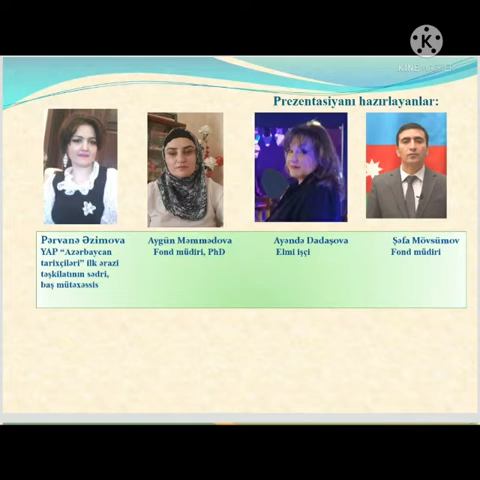 K
Prezentasiyanı hazırlayanlar:
Pərvanə Əzimova
YAP “Azərbaycan
tarixçiləri” ilk ərazi
təşkilatının sədri,
baş mütəxəssis
Aygün Məmmədova
Fond müdiri, PhD
Ayəndə Dadaşova
Elmi işçi
Şəfa Mövsümov
Fond müdiri